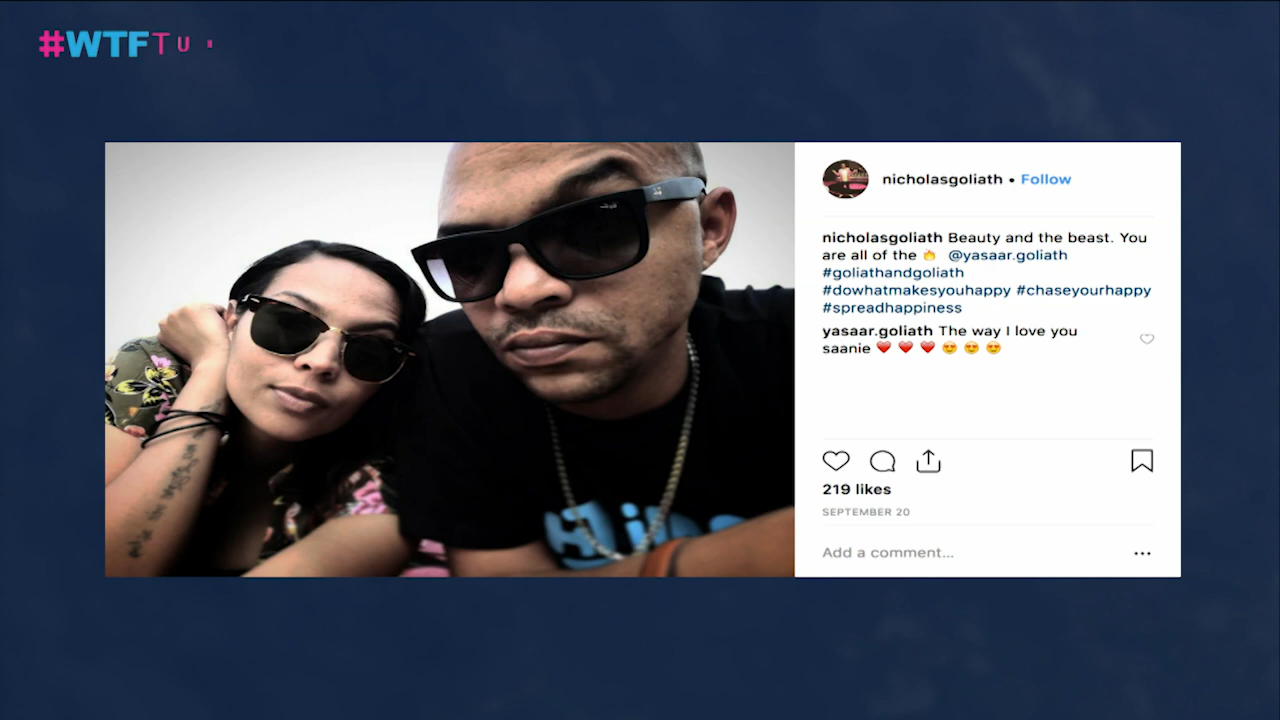 #WTFTU
nicholasgoliath • Follow
nicholasgoliath Beauty and the beast. You
are all of the 🔥 @yasaar.goliath
#goliathandgoliath
#dowhatmakesyouhappy #chaseyourhappy
#spreadhappiness
yasaar.goliath The way I love you
saanie ❤️ ❤️ ❤️ 😍 😍 😍
219 likes
SEPTEMBER 20
Add a comment...